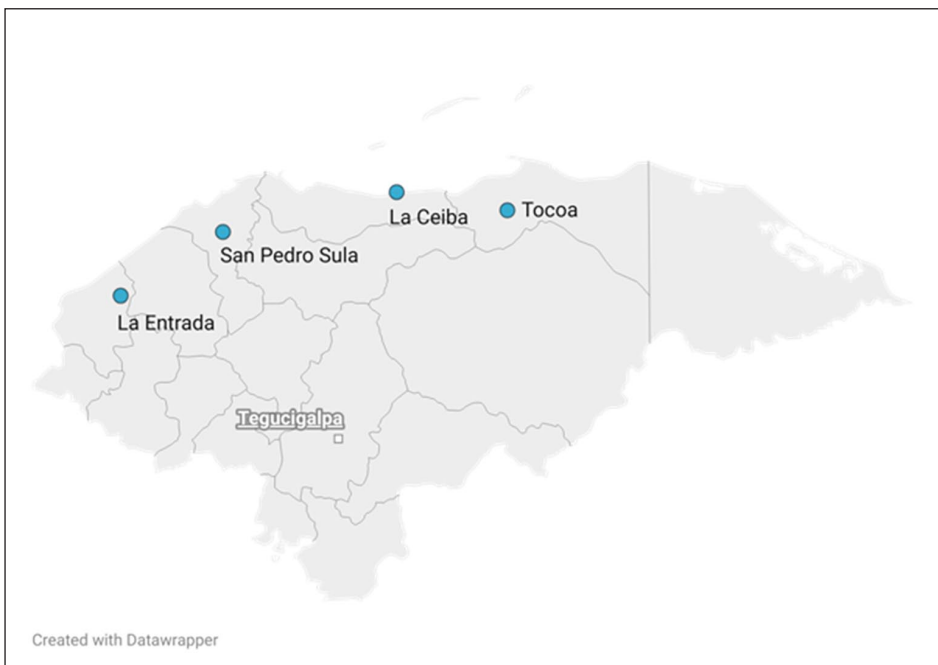 La Ceiba
Tocoa
San Pedro Sula
La Entrada
Tegucigalpa
Created with Datawrapper